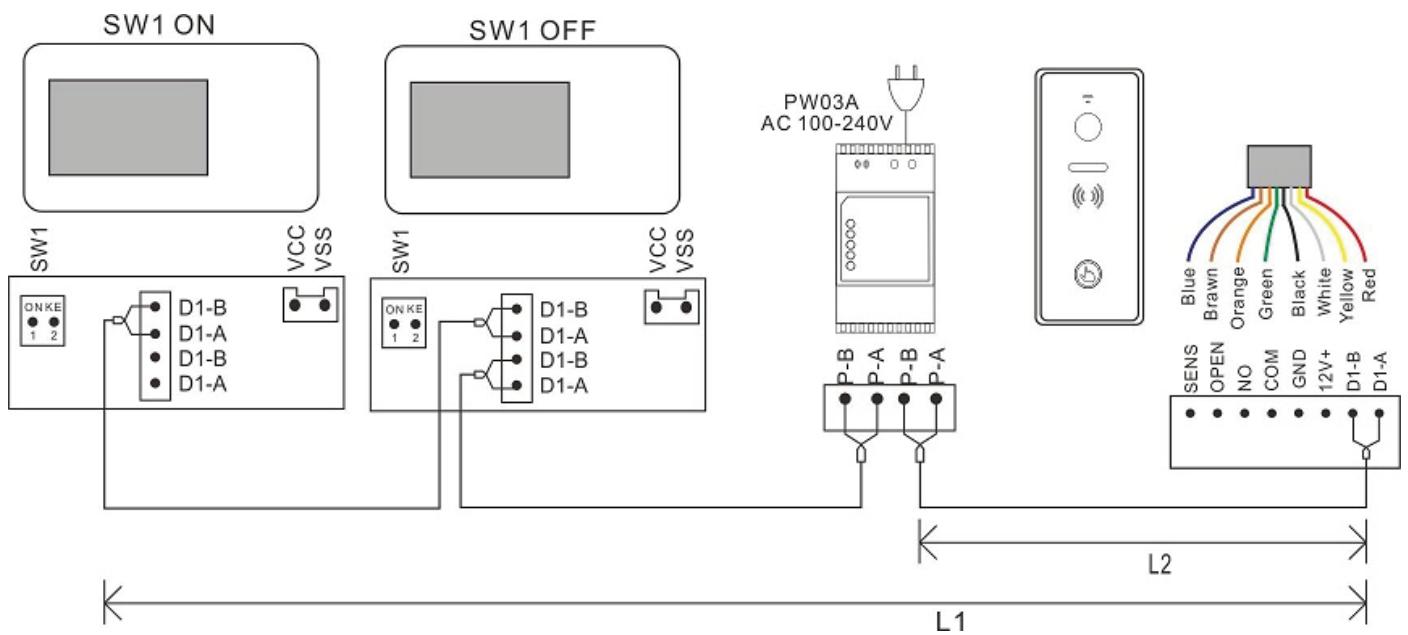 SW1 ON
SW1 OFF
PW03A
AC 100-240V
SW1
VCC
VSS
ON KE
1 2
D1-B
D1-A
D1-B
D1-A
SW1
VCC
VSS
ON KE
1 2
D1-B
D1-A
D1-B
D1-A
P-B
P-A
P-B
P-A
Blue
Brawn
Orange
Green
Black
White
Yellow
Red
SENS
OPEN
NO
COM
GND
12V+
D1-B
D1-A
L2
L1